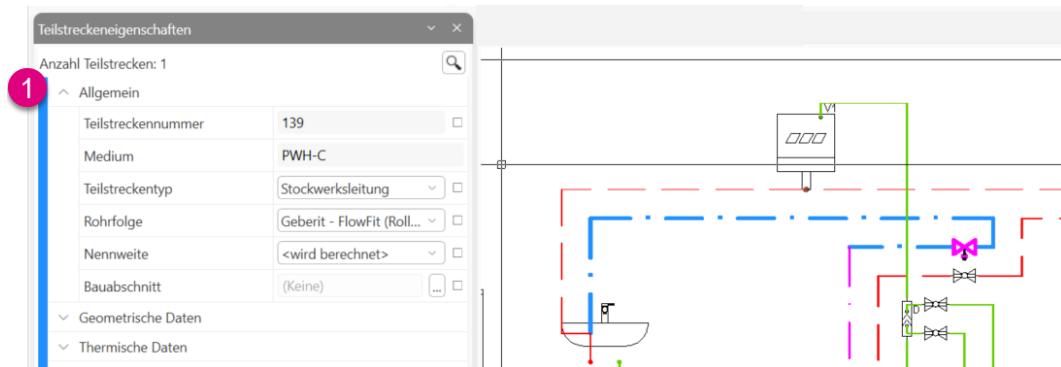 Teilstreckeneigenschaften
Anzahl Teilstrecken: 1
1
Allgemein
Teilstreckennummer 139
Medium PWH-C
Teilstreckentyp Stockwerksleitung
Rohrfolge Geberit - FlowFit (Roll...
Nennweite <wird berechnet>
Bauabschnitt (Keine) ...
Geometrische Daten
Thermische Daten
V1
D